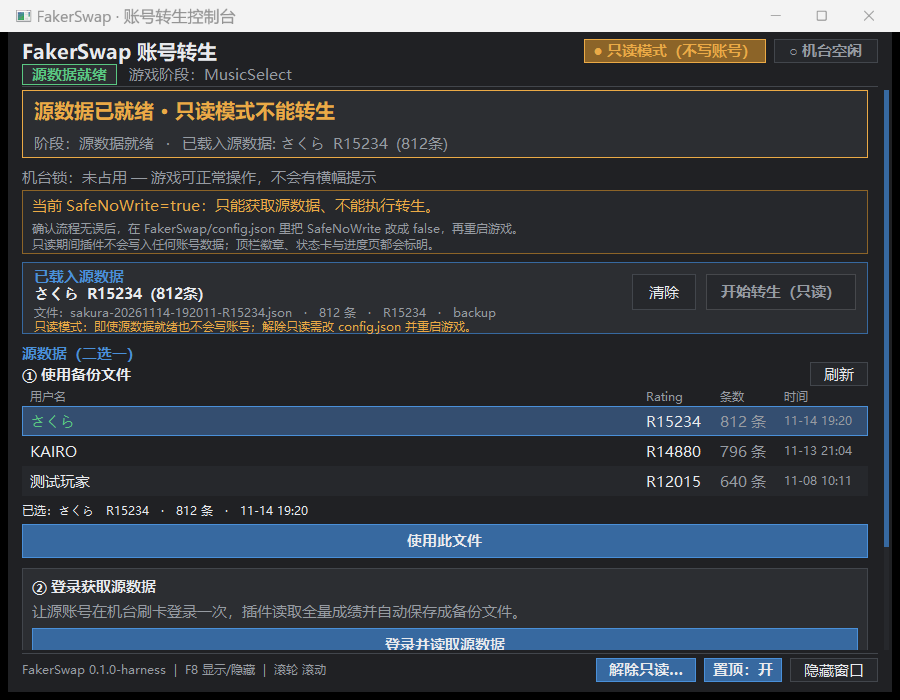 FakerSwap · 账号转生控制台
FakerSwap 账号转生
● 只读模式（不写账号）
○ 机台空闲
源数据就绪 游戏阶段：MusicSelect
源数据已就绪 · 只读模式不能转生
阶段：源数据就绪 · 已载入源数据: さくら R15234（812条)
机台锁：未占用 — 游戏可正常操作，不会有横幅提示
当前 SafeNoWrite=true：只能获取源数据、不能执行转生。
确认流程无误后，在 FakerSwap/config.json 里把 SafeNoWrite 改成 false，再重启游戏。
只读期间插件不会写入任何账号数据；顶栏徽章、状态卡与进度页都会标明。
已载入源数据
さくら R15234（812条)
文件：sakura-20261114-192011-R15234.json · 812 条 · R15234 · backup
只读模式：即使源数据就绪也不会写账号；解除只读需改 config.json 并重启游戏。
清除
开始转生（只读）
源数据（二选一）
① 使用备份文件
刷新
用户名 Rating 条数 时间
さくら R15234 812 条 11-14 19:20
KAIRO R14880 796 条 11-13 21:04
测试玩家 R12015 640 条 11-08 10:11
已选：さくら R15234 · 812 条 · 11-14 19:20
使用此文件
② 登录获取源数据
让源账号在机台刷卡登录一次，插件读取全量成绩并自动保存成备份文件。
登录并读取源数据
FakerSwap 0.1.0-harness | F8 显示/隐藏 | 滚轮 滚动
解除只读...
置顶：开
隐藏窗口